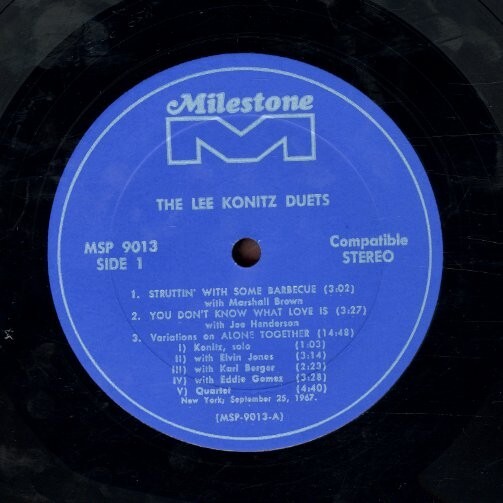 Milestone
M
THE LEE KONITZ DUETS
MSP 9013
SIDE 1
Compatible
STEREO
1. STRUTTIN' WITH SOME BARBECUE (3:02)
with Marshall Brown
2. YOU DON'T KNOW WHAT LOVE IS (3:27)
with Joe Henderson
3. Variations on ALONE TOGETHER (14:48)
I) Konitz, solo (1:03)
II) with Elvin Jones (3:14)
III) with Karl Berger (2:23)
IV) with Eddie Gomez (3:28)
V) Quartet (4:40)
New York; September 25, 1967.
(MSP-9013-A)